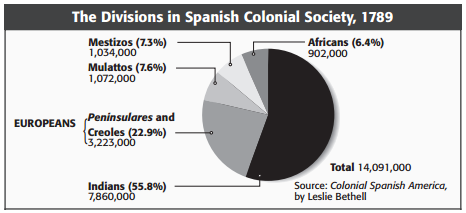 The Divisions in Spanish Colonial Society, 1789
Mestizos (7.3%)
1,034,000
Mulattos (7.6%)
1,072,000
Africans (6.4%)
902,000
EUROPEANS
Peninsulares and
Creoles (22.9%)
3,223,000
Indians (55.8%)
7,860,000
Total 14,091,000
Source: Colonial Spanish America,
by Leslie Bethell